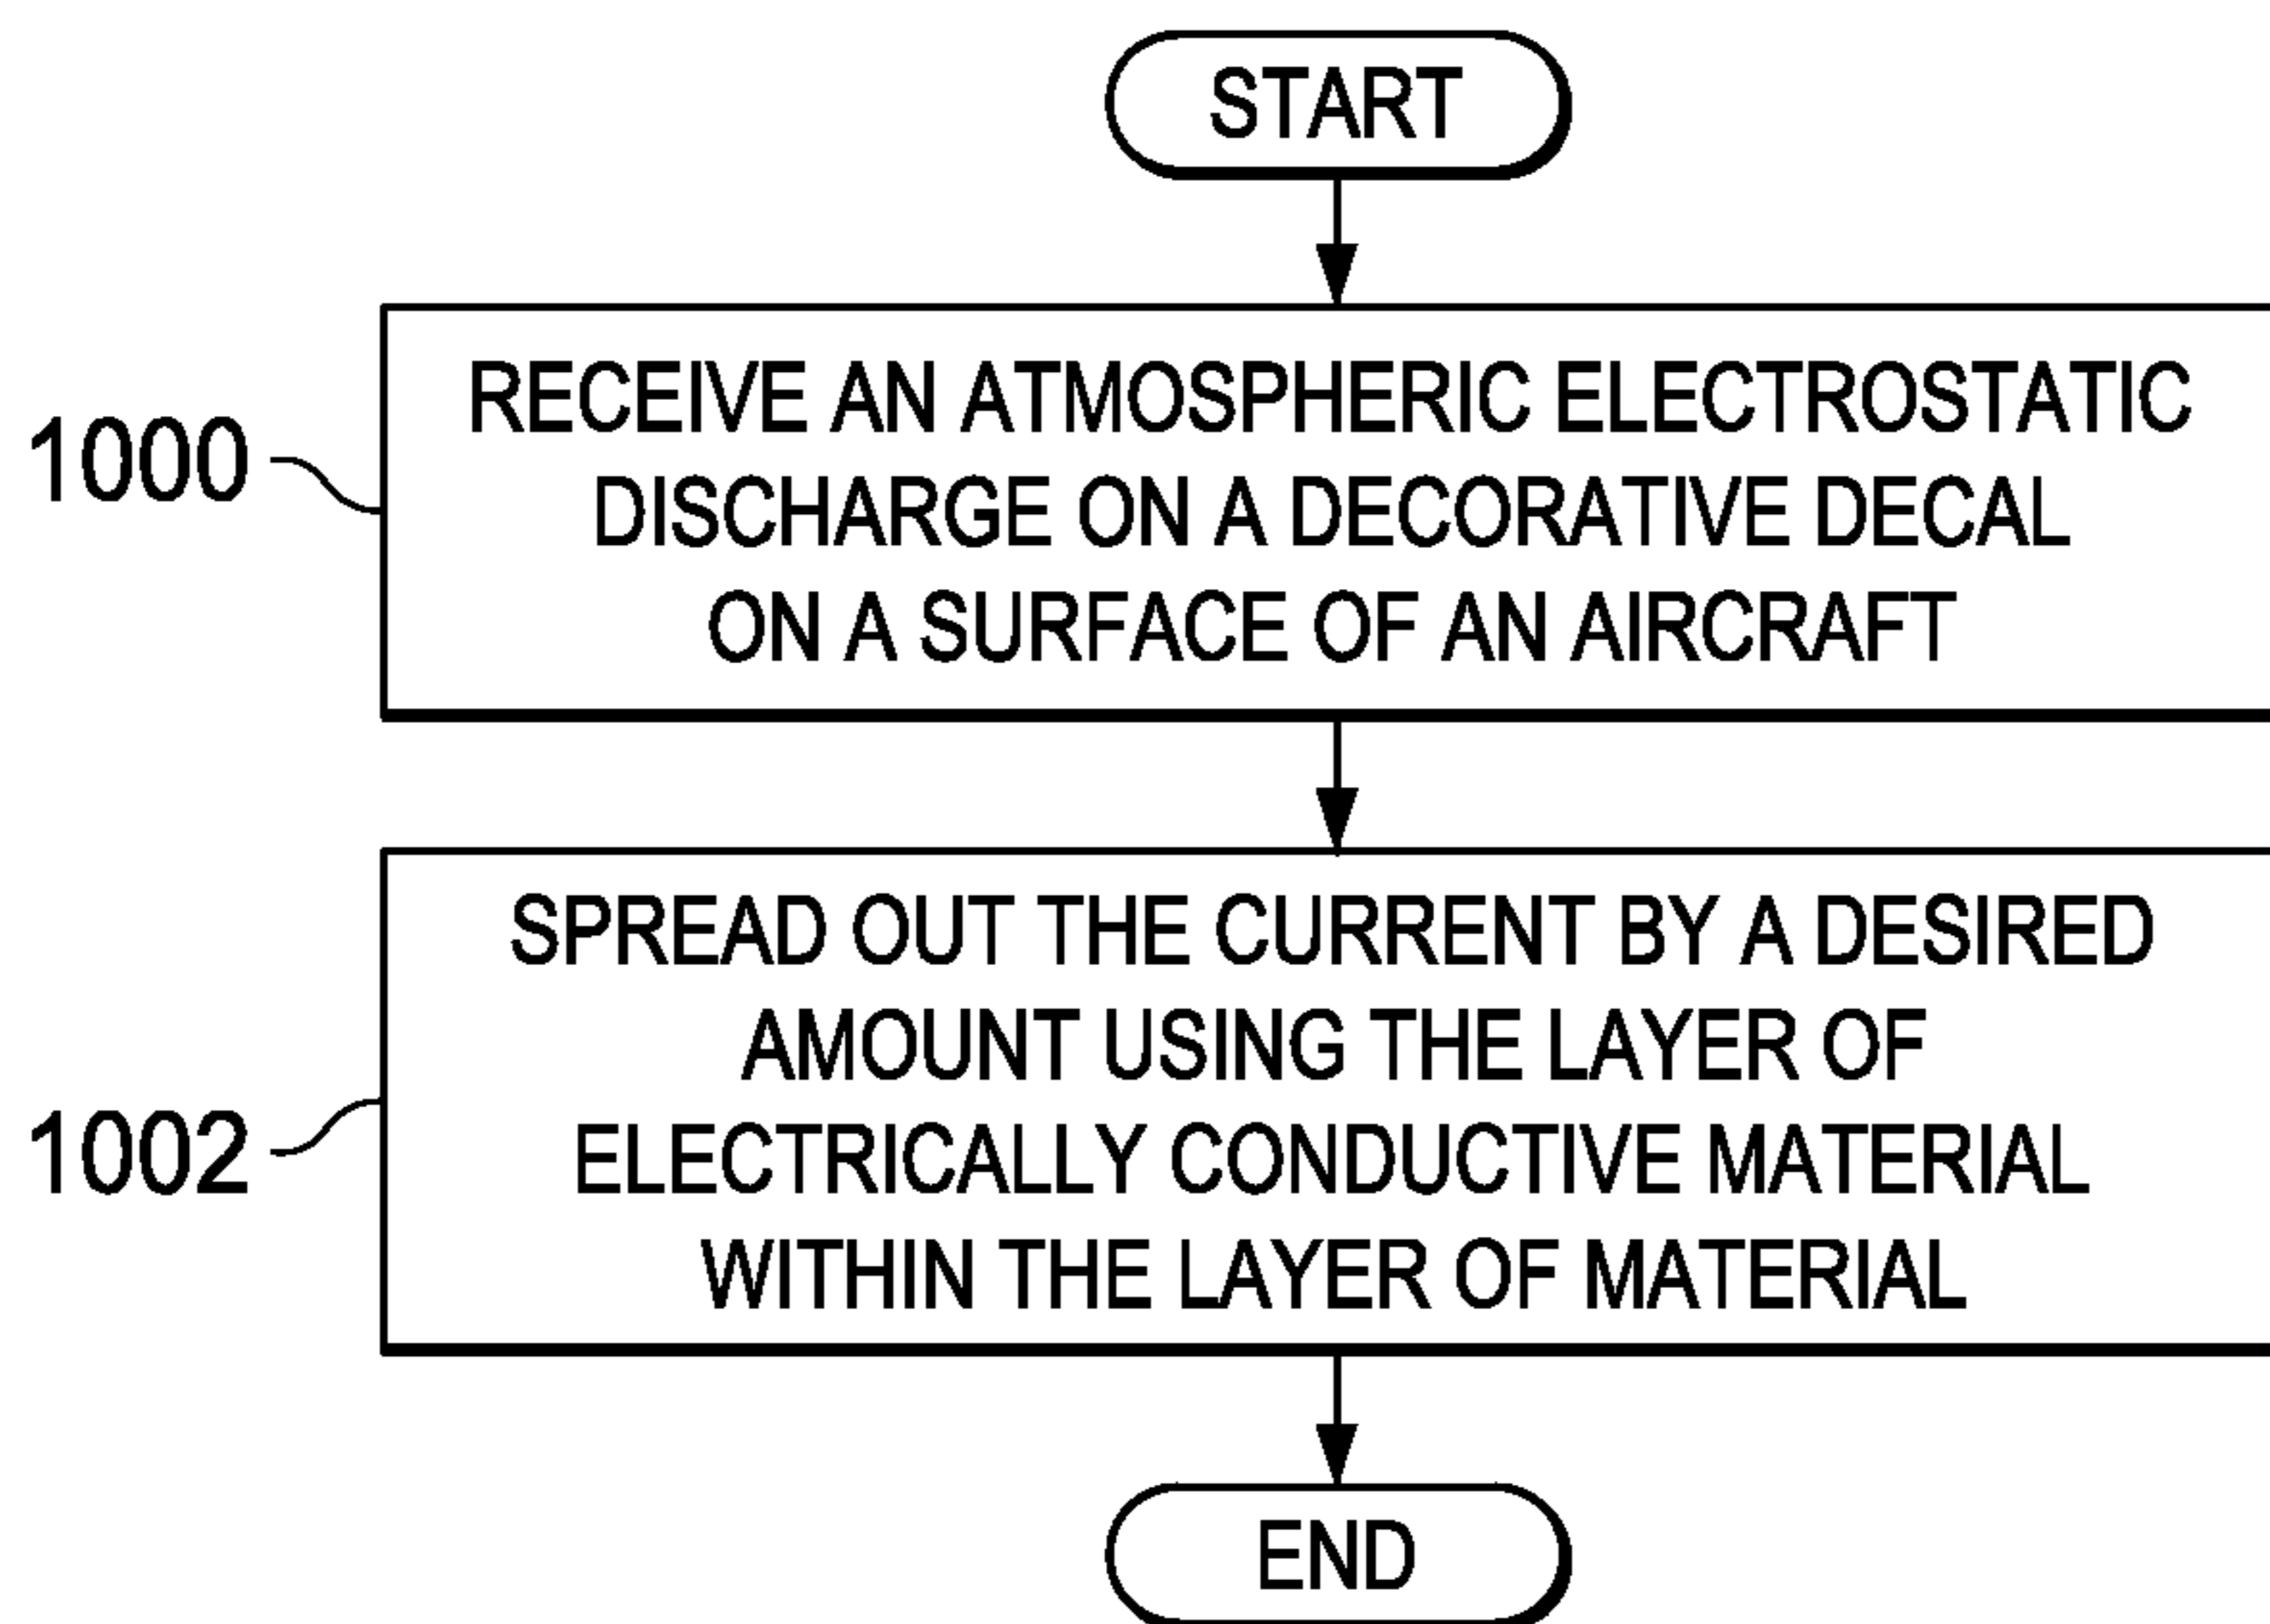 START
1000
RECEIVE AN ATMOSPHERIC ELECTROSTATIC
DISCHARGE ON A DECORATIVE DECAL
ON A SURFACE OF AN AIRCRAFT
1002
SPREAD OUT THE CURRENT BY A DESIRED
AMOUNT USING THE LAYER OF
ELECTRICALLY CONDUCTIVE MATERIAL
WITHIN THE LAYER OF MATERIAL
END